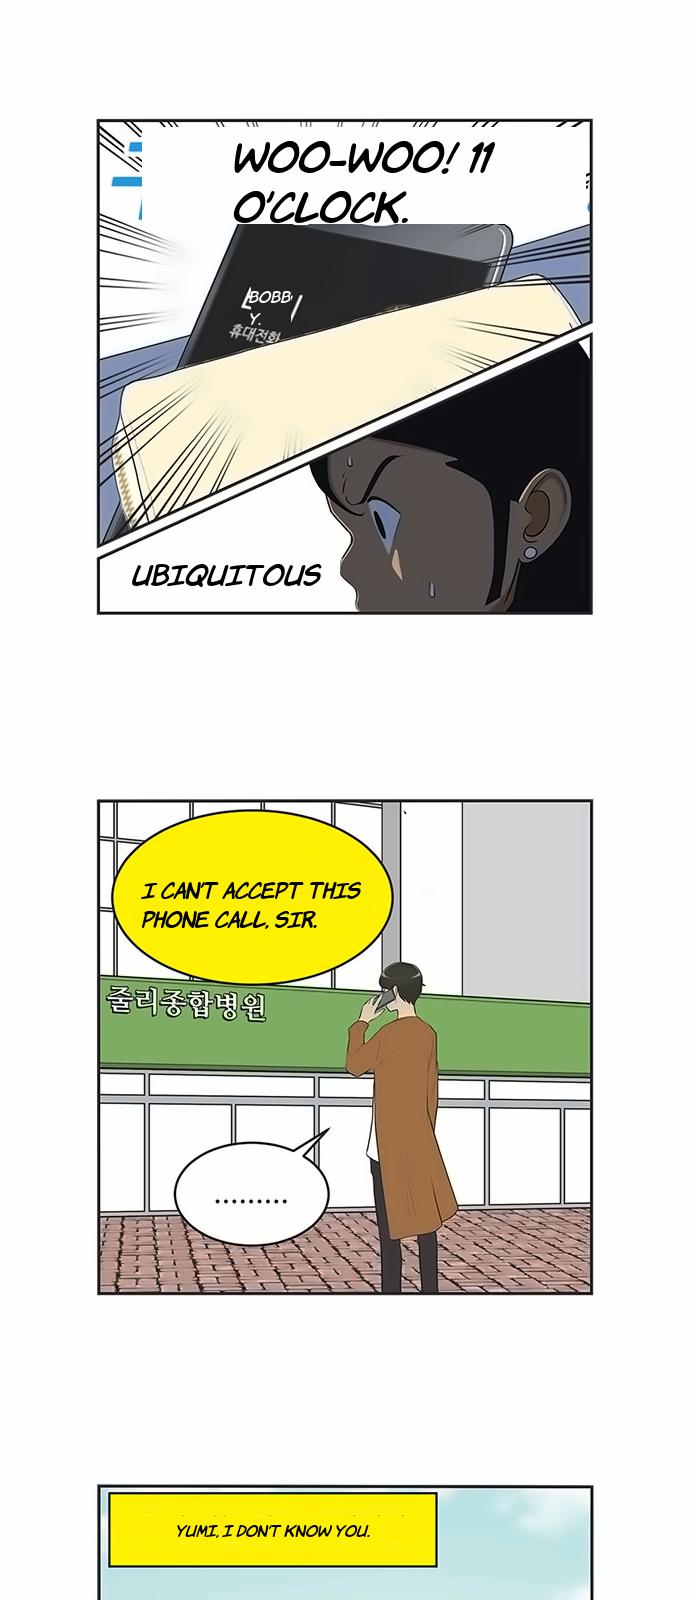 WOO-WOO! 11
O'CLOCK.
BOBB
Y.
휴대전화
UBIQUITOUS
I CAN'T ACCEPT THIS
PHONE CALL, SIR.
줄리종합병원
.........
YUMI, I DON'T KNOW YOU.